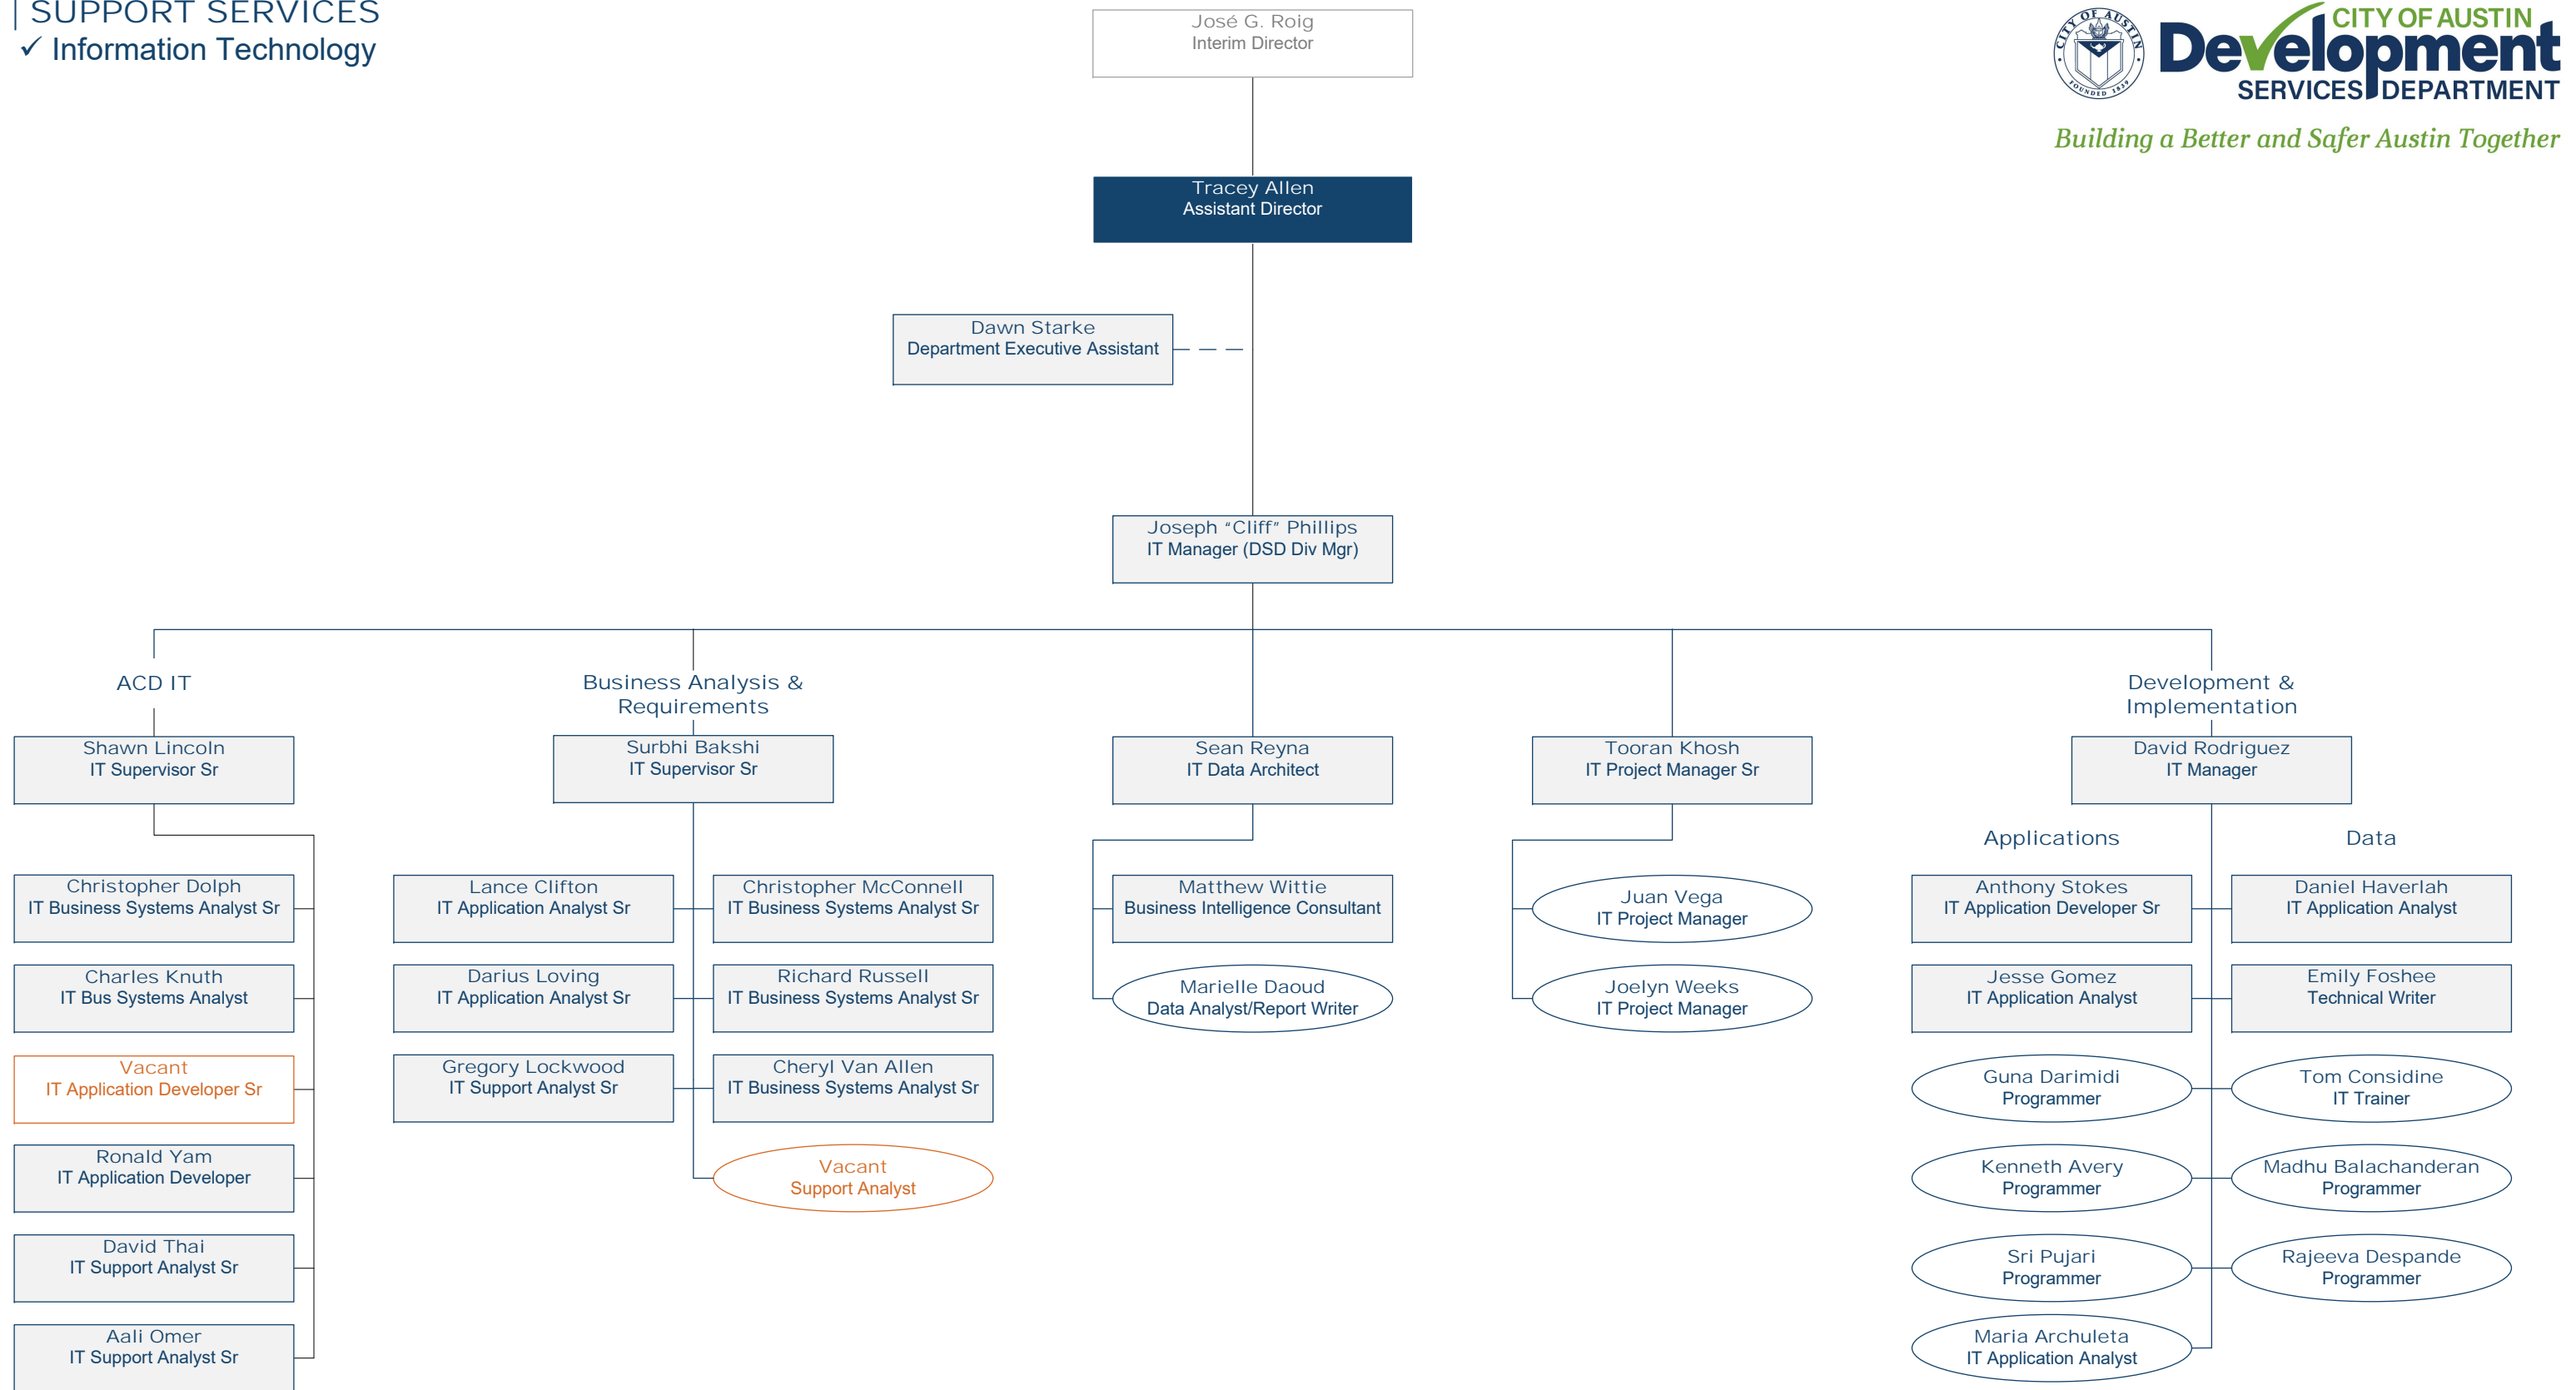 SUPPORT SERVICES
✓ Information Technology
CITY OF AUSTIN
FOUNDED 1839
CITY OF AUSTIN
Development
SERVICES DEPARTMENT
Building a Better and Safer Austin Together
José G. Roig
Interim Director
Tracey Allen
Assistant Director
Dawn Starke
Department Executive Assistant
Joseph “Cliff” Phillips
IT Manager (DSD Div Mgr)
ACD IT
Shawn Lincoln
IT Supervisor Sr
Christopher Dolph
IT Business Systems Analyst Sr
Charles Knuth
IT Bus Systems Analyst
Vacant
IT Application Developer Sr
Ronald Yam
IT Application Developer
David Thai
IT Support Analyst Sr
Aali Omer
IT Support Analyst Sr
Business Analysis &
Requirements
Surbhi Bakshi
IT Supervisor Sr
Lance Clifton
IT Application Analyst Sr
Christopher McConnell
IT Business Systems Analyst Sr
Darius Loving
IT Application Analyst Sr
Richard Russell
IT Business Systems Analyst Sr
Gregory Lockwood
IT Support Analyst Sr
Cheryl Van Allen
IT Business Systems Analyst Sr
Vacant
Support Analyst
Sean Reyna
IT Data Architect
Matthew Wittie
Business Intelligence Consultant
Marielle Daoud
Data Analyst/Report Writer
Tooran Khosh
IT Project Manager Sr
Juan Vega
IT Project Manager
Joelyn Weeks
IT Project Manager
Development &
Implementation
David Rodriguez
IT Manager
Applications
Data
Anthony Stokes
IT Application Developer Sr
Daniel Haverlah
IT Application Analyst
Jesse Gomez
IT Application Analyst
Emily Foshee
Technical Writer
Guna Darimidi
Programmer
Tom Considine
IT Trainer
Kenneth Avery
Programmer
Madhu Balachanderan
Programmer
Sri Pujari
Programmer
Rajeeva Despande
Programmer
Maria Archuleta
IT Application Analyst